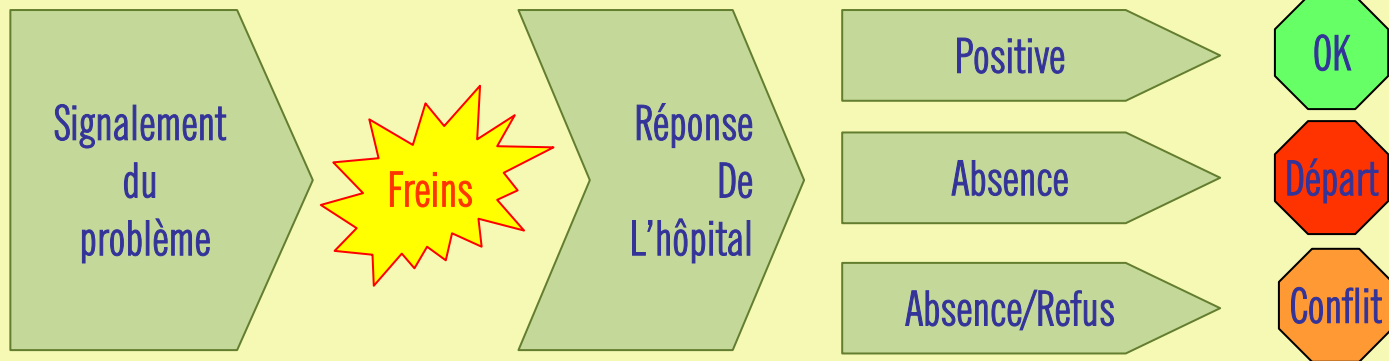 Signalement
du
problème
Freins
Réponse
De
L’hôpital
Positive
OK
Absence
Départ
Absence/Refus
Conflit